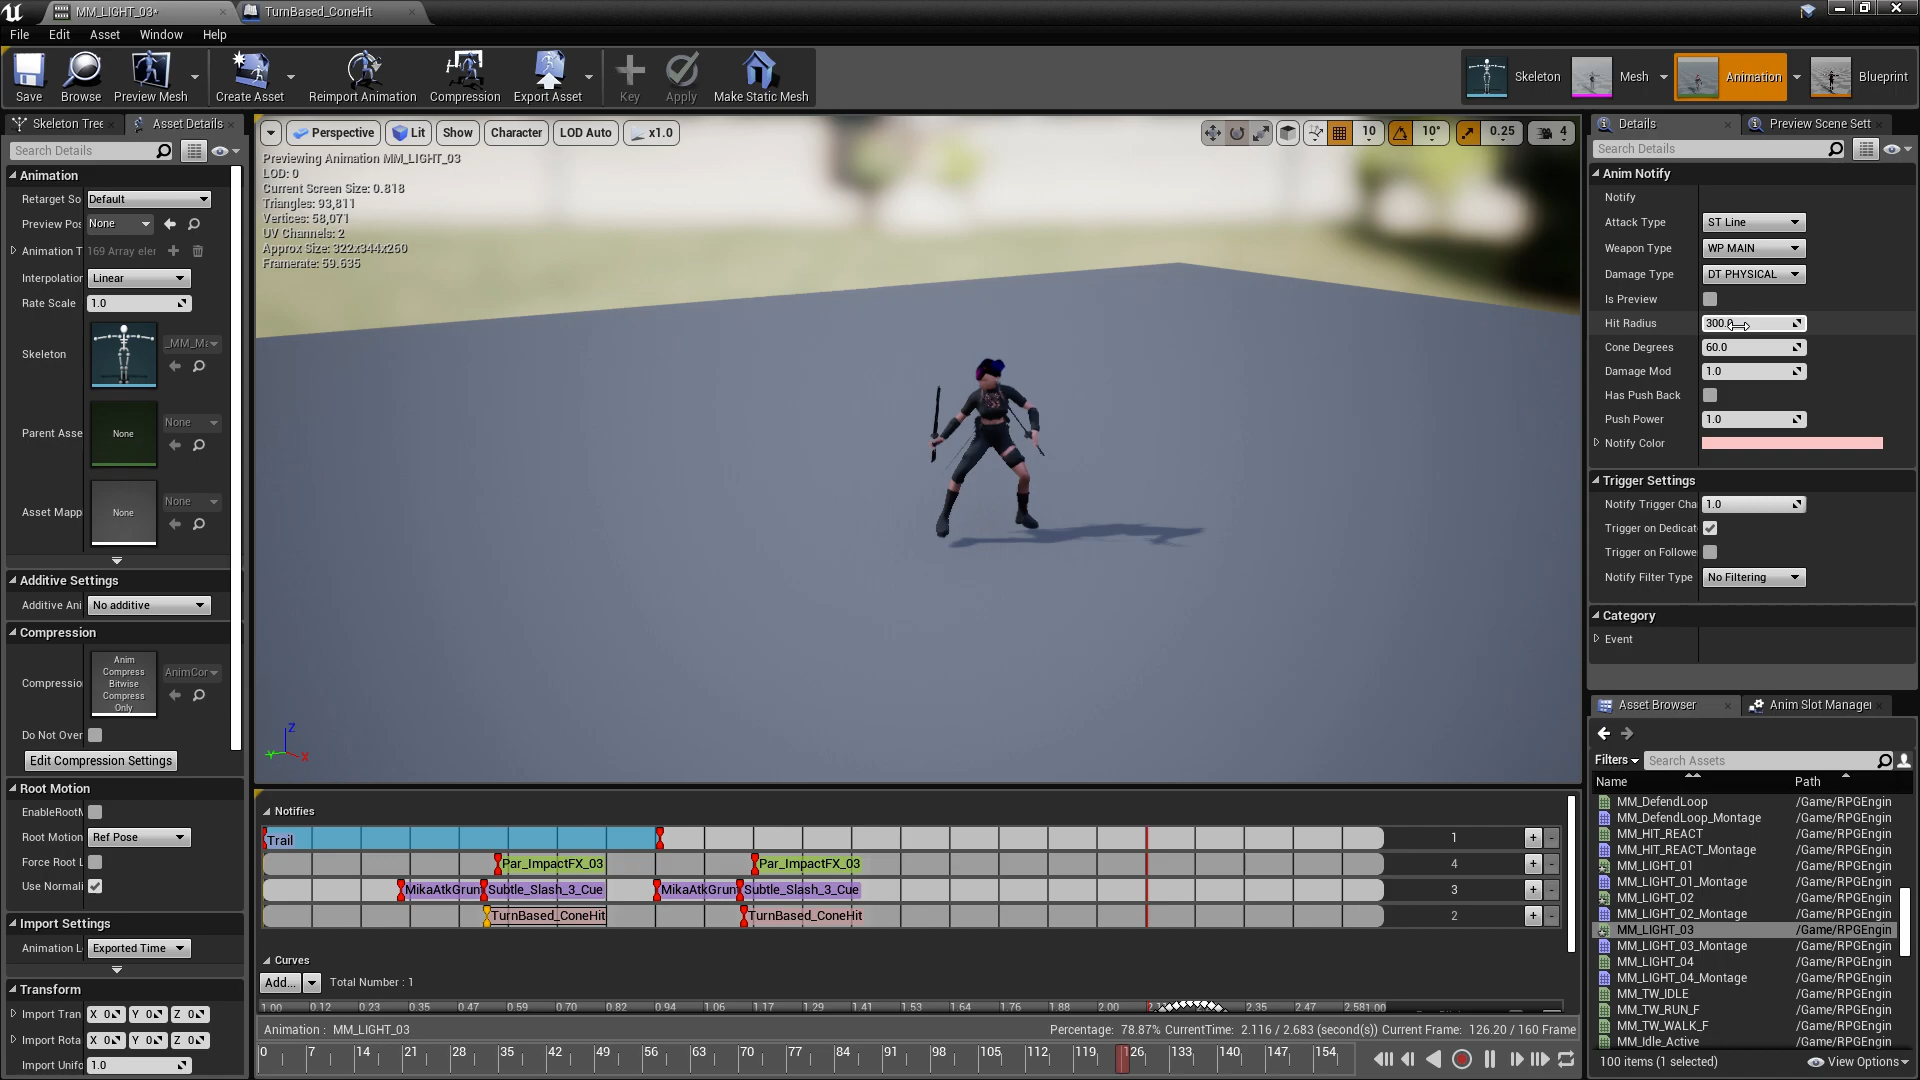 MM_LIGHT_03*
TurnBased_ConeHit
File Edit Asset Window Help
Save Browse Preview Mesh Create Asset Reimport Animation Compression Export Asset Key Apply Make Static Mesh
Skeleton Mesh Animation Blueprint
Skeleton Tree Asset Details
Search Details
Animation
Retarget So Default
Preview Po: None
Animation T 169 Array eler
Interpolation Linear
Rate Scale 1.0
Skeleton _MM_Ma
Parent Asse None None
Asset Mapp None None
Additive Settings
Additive Ani No additive
Compression
Compressio Anim Compress Bitwise Compress Only AnimCor
Do Not Over
Edit Compression Settings
Root Motion
EnableRootM
Root Motion Ref Pose
Force Root L
Use Normali
Import Settings
Animation L Exported Time
Transform
Import Tran X 0 Y 0 Z 0
Import Rota X 0 Y 0 Z 0
Import Unifo 1.0
Perspective Lit Show Character LOD Auto x1.0
10 10° 0.25 4
Previewing Animation MM_LIGHT_03
LOD: 0
Current Screen Size: 0.818
Triangles: 93,811
Vertices: 58,071
UV Channels: 2
Approx Size: 322x344x260
Framerate: 59.635
Z
Y X
Notifies
Trail 1
Par_ImpactFX_03 Par_ImpactFX_03 4
MikaAtkGrunt Subtle_Slash_3_Cue MikaAtkGrunt Subtle_Slash_3_Cue 3
TurnBased_ConeHit TurnBased_ConeHit 2
Curves
Add... Total Number : 1
0.12 0.23 0.35 0.47 0.59 0.70 0.82 0.94 1.06 1.17 1.29 1.41 1.53 1.64 1.76 1.88 2.00 2.35 2.47
Animation : MM_LIGHT_03
Percentage: 78.87% CurrentTime: 2.116 / 2.683 (second(s)) Current Frame: 126.20 / 160 Frame
0 7 14 21 28 35 42 49 56 63 70 77 84 91 98 105 112 119 126 133 140 147 154
Details Preview Scene Sett
Search Details
Anim Notify
Notify
Attack Type ST Line
Weapon Type WP MAIN
Damage Type DT PHYSICAL
Is Preview
Hit Radius 300.0
Cone Degrees 60.0
Damage Mod 1.0
Has Push Back
Push Power 1.0
Notify Color
Trigger Settings
Notify Trigger Cha 1.0
Trigger on Dedicat
Trigger on Followe
Notify Filter Type No Filtering
Category
Event
Asset Browser Anim Slot Manager
Filters Search Assets
Name Path
MM_DefendLoop /Game/RPGEngin
MM_DefendLoop_Montage /Game/RPGEngin
MM_HIT_REACT /Game/RPGEngin
MM_HIT_REACT_Montage /Game/RPGEngin
MM_LIGHT_01 /Game/RPGEngin
MM_LIGHT_01_Montage /Game/RPGEngin
MM_LIGHT_02 /Game/RPGEngin
MM_LIGHT_02_Montage /Game/RPGEngin
MM_LIGHT_03 /Game/RPGEngin
MM_LIGHT_03_Montage /Game/RPGEngin
MM_LIGHT_04 /Game/RPGEngin
MM_LIGHT_04_Montage /Game/RPGEngin
MM_TW_IDLE /Game/RPGEngin
MM_TW_RUN_F /Game/RPGEngin
MM_TW_WALK_F /Game/RPGEngin
MM_Idle_Active /Game/RPGEngin
100 items (1 selected) View Options